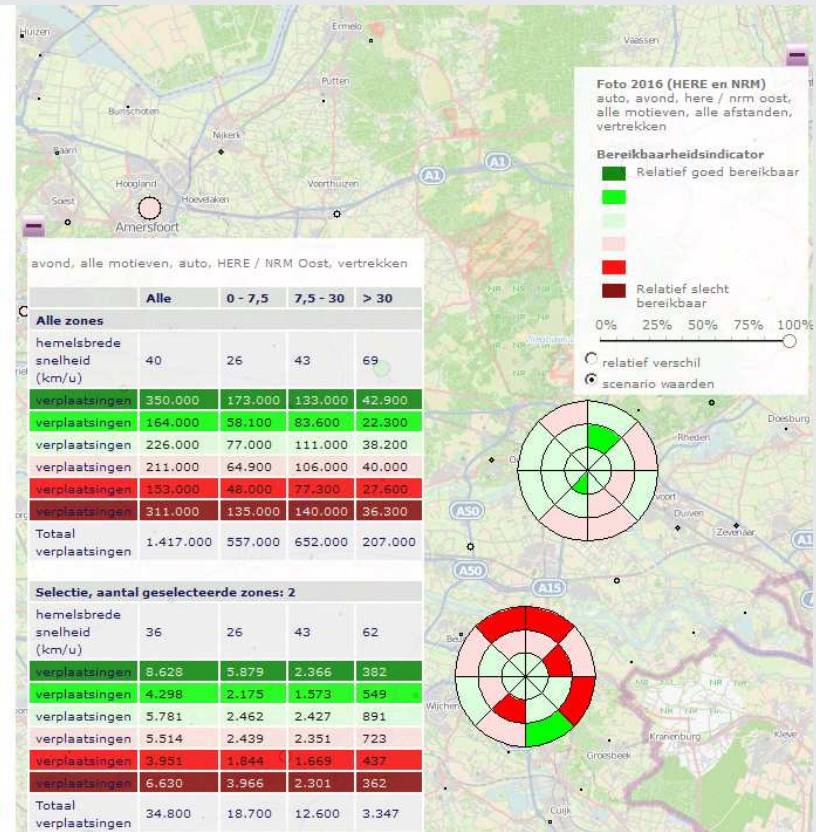 Huizen
Ermelo
Vaassen
Putten
Bunschoten
Nijkerk
Baarn
A1
A1
Hoogland
Voorthuizen
Soest
Hoevelaken
Amersfoort
Foto 2016 (HERE en NRM)
auto, avond, here / nrm oost,
alle motieven, alle afstanden,
vertrekken
Bereikbaarheidsindicator
Relatief goed bereikbaar
Relatief slecht
bereikbaar
0% 25% 50% 75% 100%
relatief verschil
scenario waarden
avond, alle motieven, auto, HERE / NRM Oost, vertrekken
Alle 0 - 7,5 7,5 - 30 > 30
Alle zones
hemelsbrede
snelheid 40 26 43 69
(km/u)
verplaatsingen 350.000 173.000 133.000 42.900
verplaatsingen 164.000 58.100 83.600 22.300
verplaatsingen 226.000 77.000 111.000 38.200
verplaatsingen 211.000 64.900 106.000 40.000
verplaatsingen 153.000 48.000 77.300 27.600
verplaatsingen 311.000 135.000 140.000 36.300
Totaal
verplaatsingen 1.417.000 557.000 652.000 207.000
Selectie, aantal geselecteerde zones: 2
hemelsbrede
snelheid 36 26 43 62
(km/u)
verplaatsingen 8.628 5.879 2.366 382
verplaatsingen 4.298 2.175 1.573 549
verplaatsingen 5.781 2.462 2.427 891
verplaatsingen 5.514 2.439 2.351 723
verplaatsingen 3.951 1.844 1.669 437
verplaatsingen 6.630 3.966 2.301 362
Totaal
verplaatsingen 34.800 18.700 12.600 3.347
Doesburg
Rheden
voort
A50
Duiven
Zevenaar
A50
A15
Wijchen
Groesbeek
Kranenburg
Kleve
Cuijk